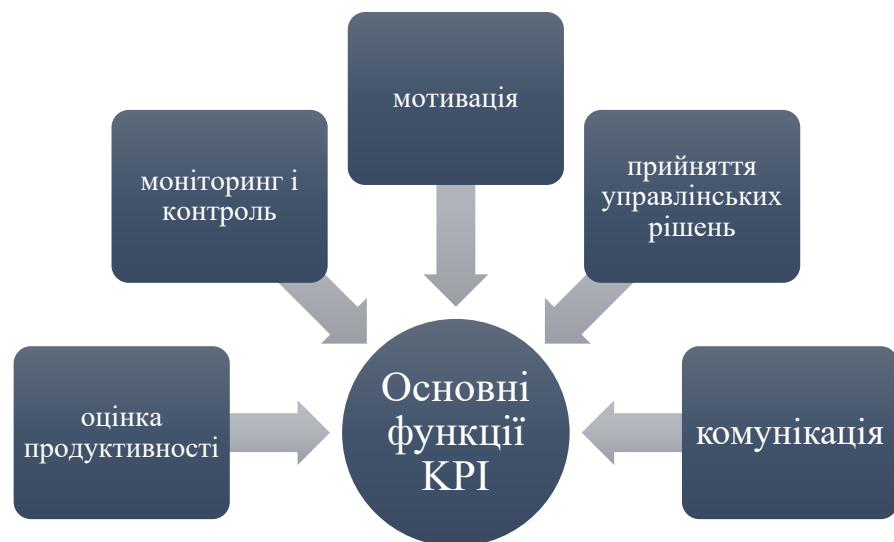 мотивація
моніторинг і
контроль
прийняття
управлінських
рішень
оцінка
продуктивності
Основні
функції
KPI
комунікація